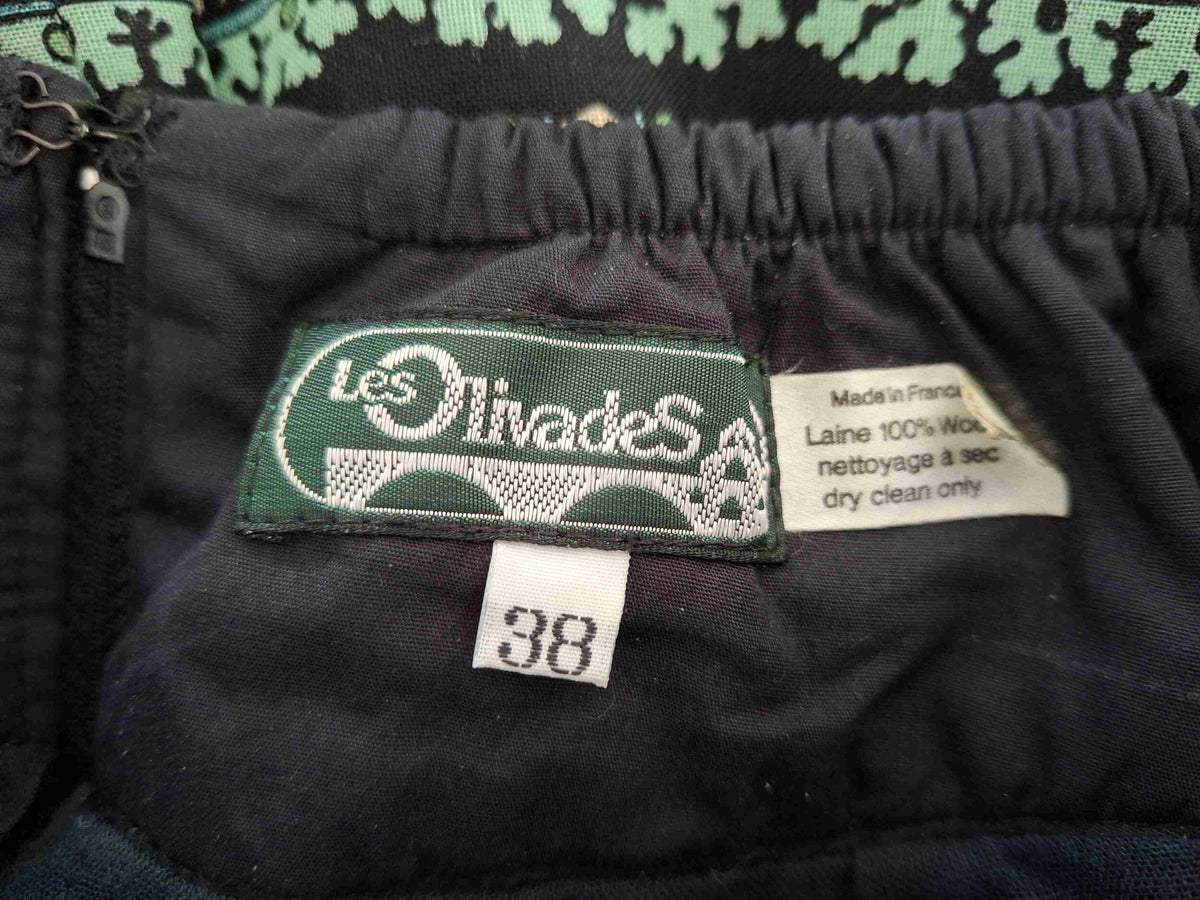 Les Olivades
Made in France
Laine 100% Wool
nettoyage à sec
dry clean only
38